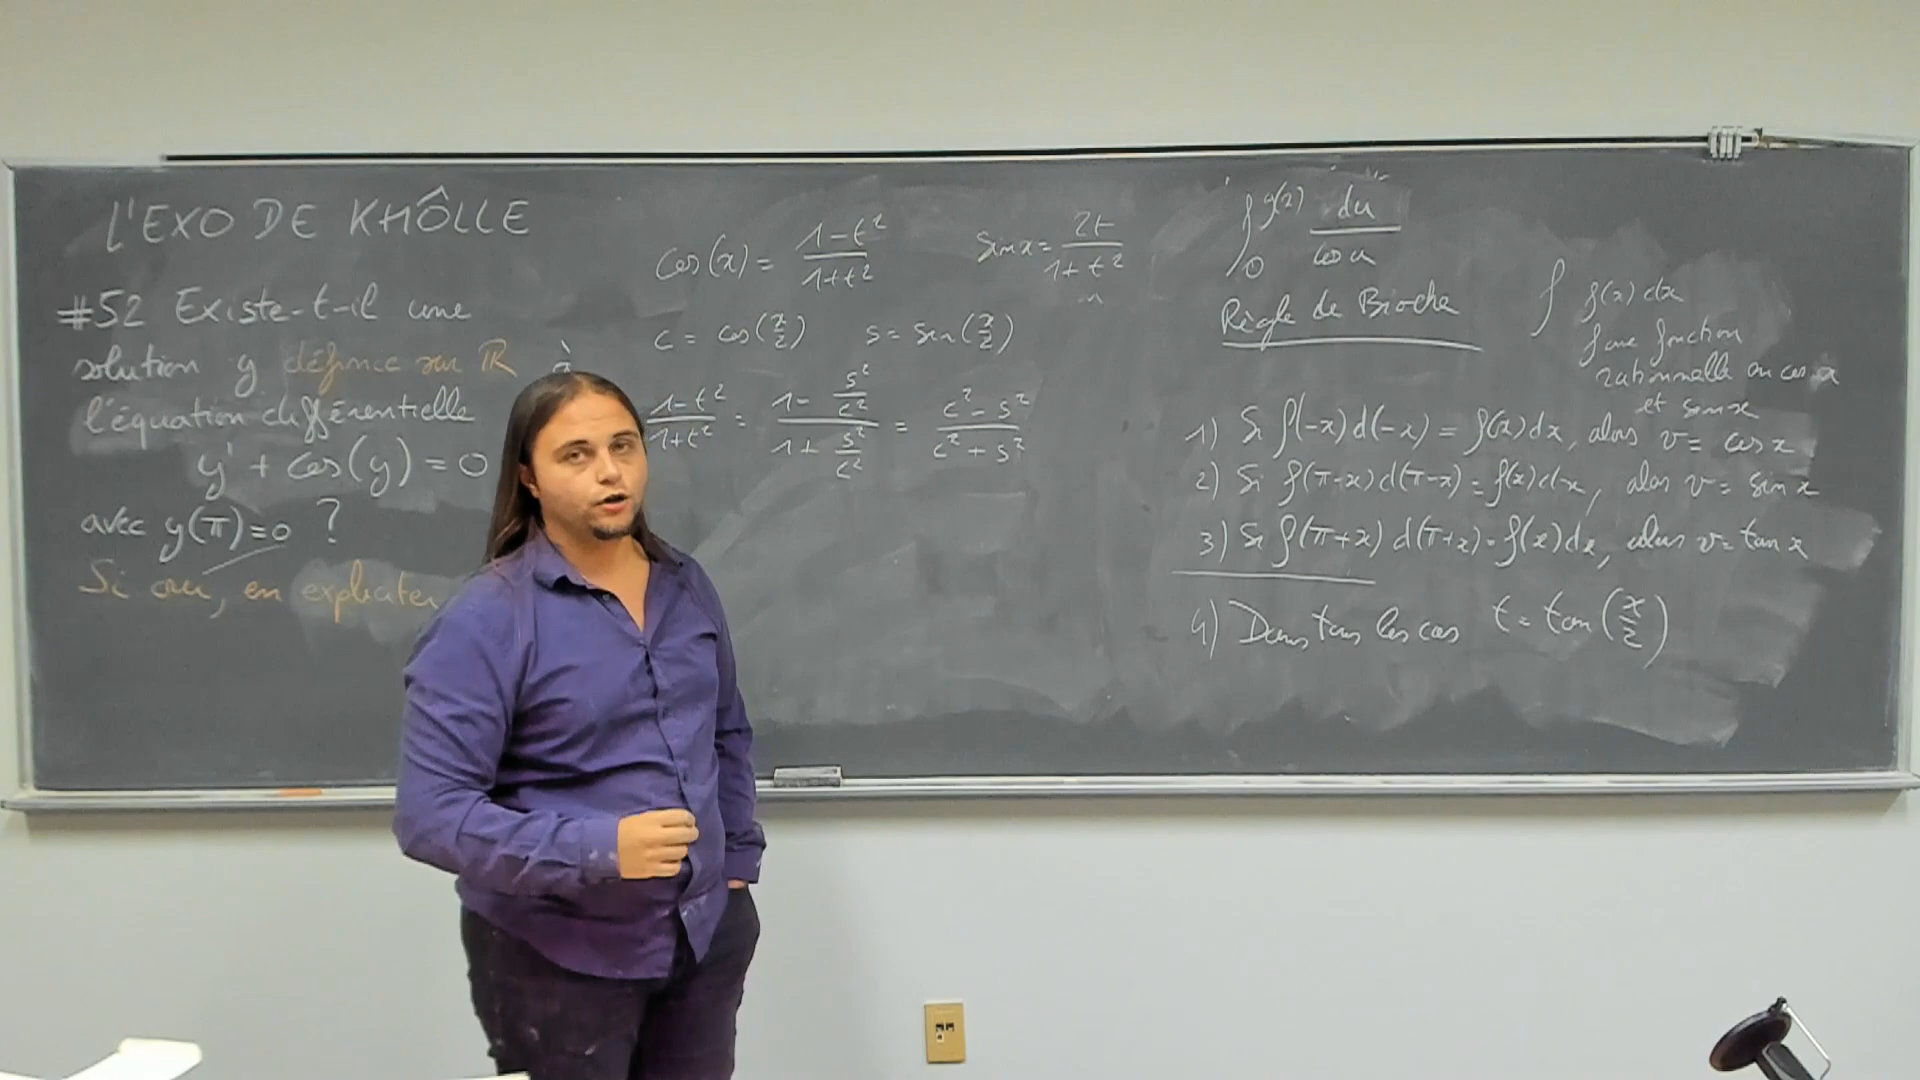 L'EXO DE KHÔLLE
#52 Existe-t-il une
solution y définie sur ℝ à
l'équation différentielle
y' + cos(y) = 0
avec y(π)=0 ?
Si oui, en expliciter
cos(x) = (1-t²)/(1+t²)   sin x = 2t/(1+t²)
c = cos(x/2)   s = sin(x/2)
(1-t²)/(1+t²) = (1 - s²/c²)/(1 + s²/c²) = (c² - s²)/(c² + s²)
∫₀^y(x) du/cos u
Règle de Bioche
∫ f(x) dx
f une fonction
rationnelle en cos x
et sin x
1) Si f(-x)d(-x) = f(x)dx, alors v = cos x
2) Si f(π-x)d(π-x) = f(x)dx, alors v = sin x
3) Si f(π+x) d(π+x) = f(x)dx, alors v = tan x
4) Dans tous les cas t = tan(x/2)